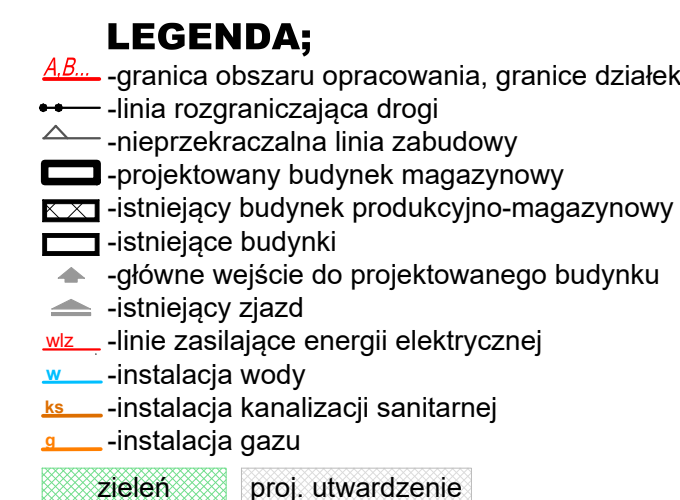 LEGENDA;
A,B... -granica obszaru opracowania, granice działek
-linia rozgraniczająca drogi
-nieprzekraczalna linia zabudowy
-projektowany budynek magazynowy
-istniejący budynek produkcyjno-magazynowy
-istniejące budynki
-główne wejście do projektowanego budynku
-istniejący zjazd
wlz -linie zasilające energii elektrycznej
w -instalacja wody
ks -instalacja kanalizacji sanitarnej
g -instalacja gazu
zieleń proj. utwardzenie